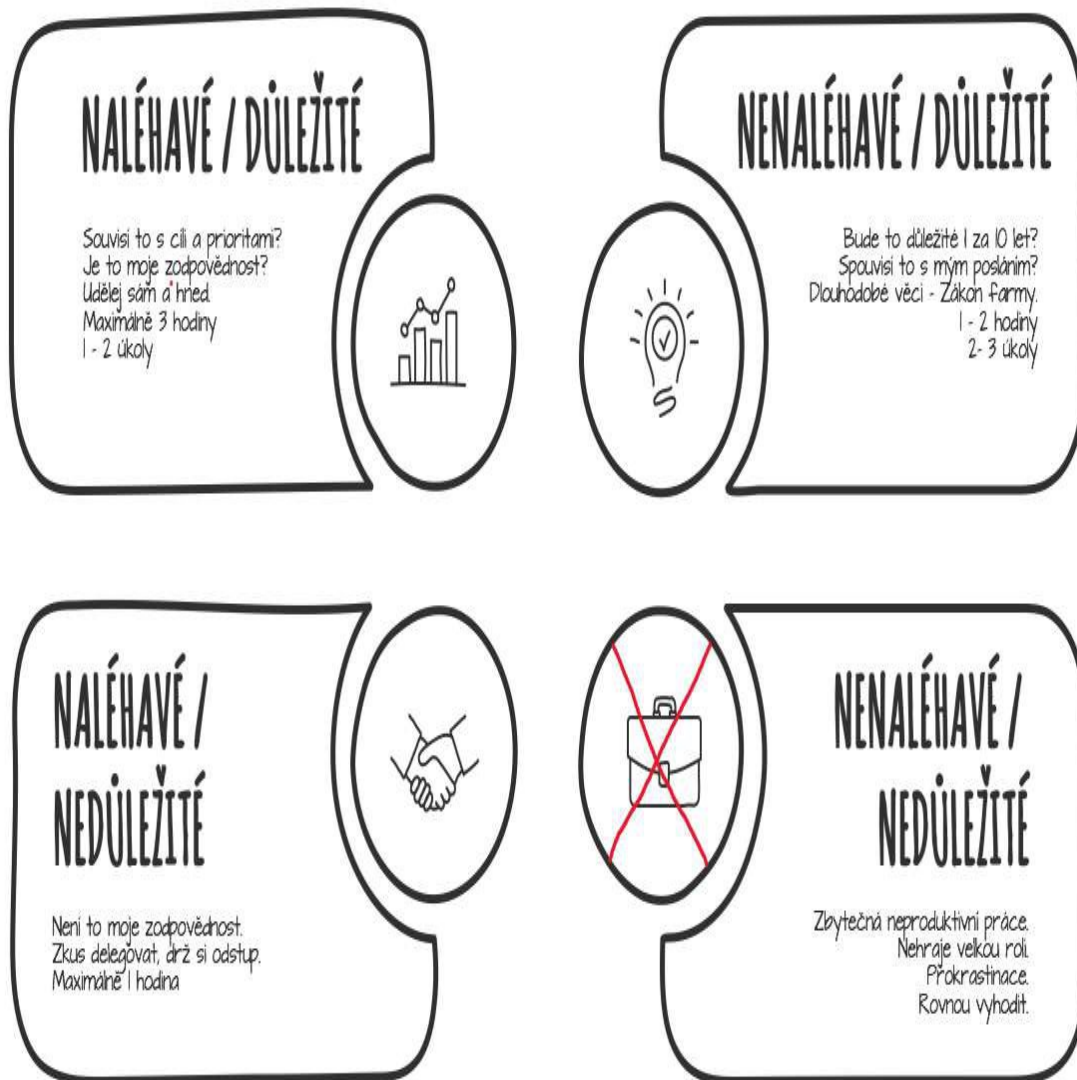 NALÉHAVÉ / DŮLEŽITÉ
Souvisí to s cíli a prioritami?
Je to moje zodpovědnost?
Udělej sám a hned.
Maximálně 3 hodiny
1 - 2 úkoly
NENALÉHAVÉ / DŮLEŽITÉ
Bude to důležité i za 10 let?
Spouvisí to s mým posláním?
Dlouhodobé věci - Zákon farmy.
1 - 2 hodiny
2- 3 úkoly
NALÉHAVÉ /
NEDŮLEŽITÉ
Není to moje zodpovědnost.
Zkus delegovat, drž si odstup.
Maximálně 1 hodina
NENALÉHAVÉ /
NEDŮLEŽITÉ
Zbytečná neproduktivní práce.
Nehraje velkou roli.
Prokrastinace.
Rovnou vyhodit.